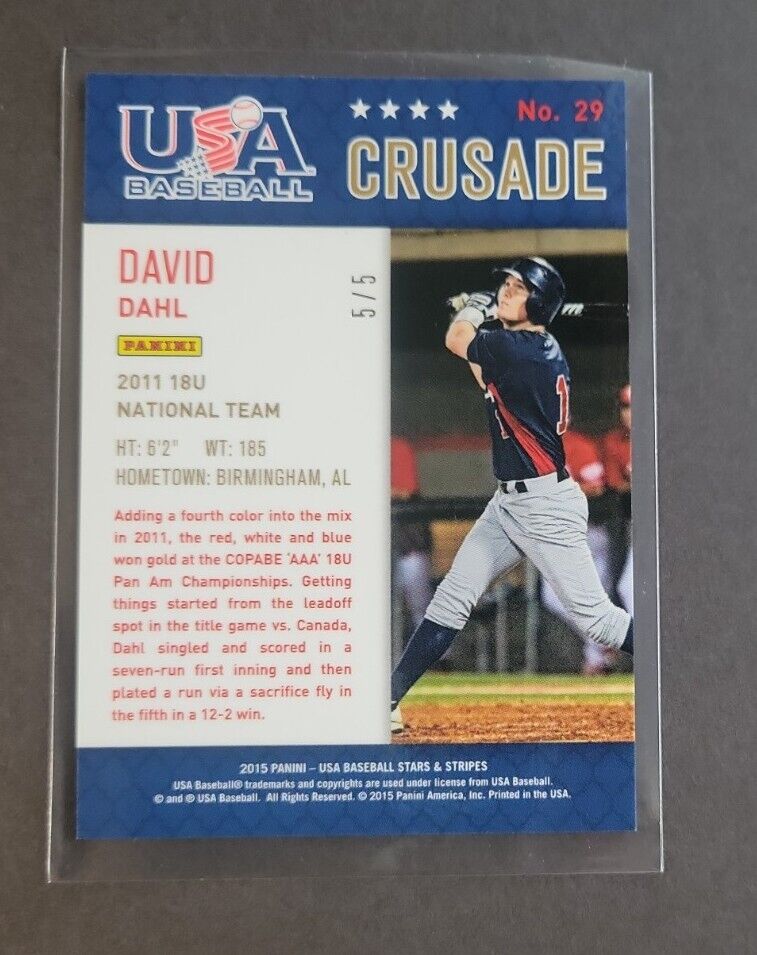 USA
BASEBALL
No. 29
CRUSADE
DAVID
DAHL
5/5
PANINI
2011 18U
NATIONAL TEAM
HT: 6'2" WT: 185
HOMETOWN: BIRMINGHAM, AL
Adding a fourth color into the mix
in 2011, the red, white and blue
won gold at the COPABE 'AAA' 18U
Pan Am Championships. Getting
things started from the leadoff
spot in the title game vs. Canada,
Dahl singled and scored in a
seven-run first inning and then
plated a run via a sacrifice fly in
the fifth in a 12-2 win.
2015 PANINI – USA BASEBALL STARS & STRIPES
USA Baseball® trademarks and copyrights are used under license from USA Baseball.
© and ® USA Baseball. All Rights Reserved. © 2015 Panini America, Inc. Printed in the USA.